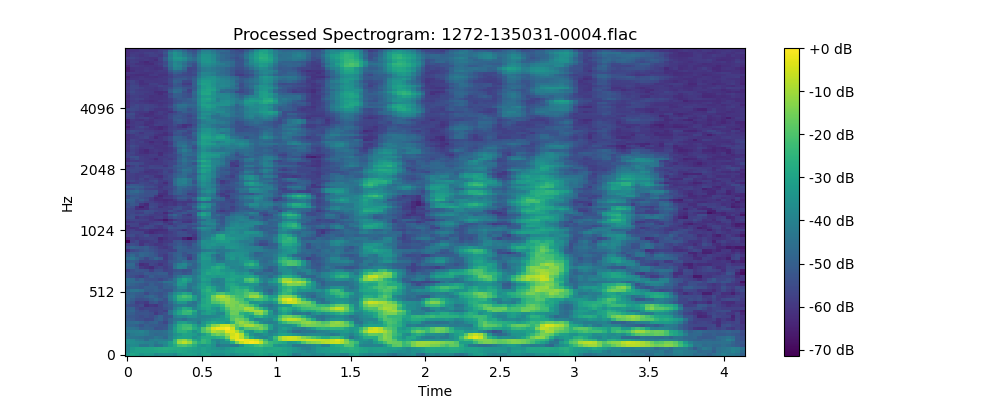 Processed Spectrogram: 1272-135031-0004.flac
+0 dB
4096
-10 dB
-20 dB
2048
-30 dB
Hz
1024
-40 dB
-50 dB
512
-60 dB
0
-70 dB
0 0.5 1 1.5 2 2.5 3 3.5 4
Time